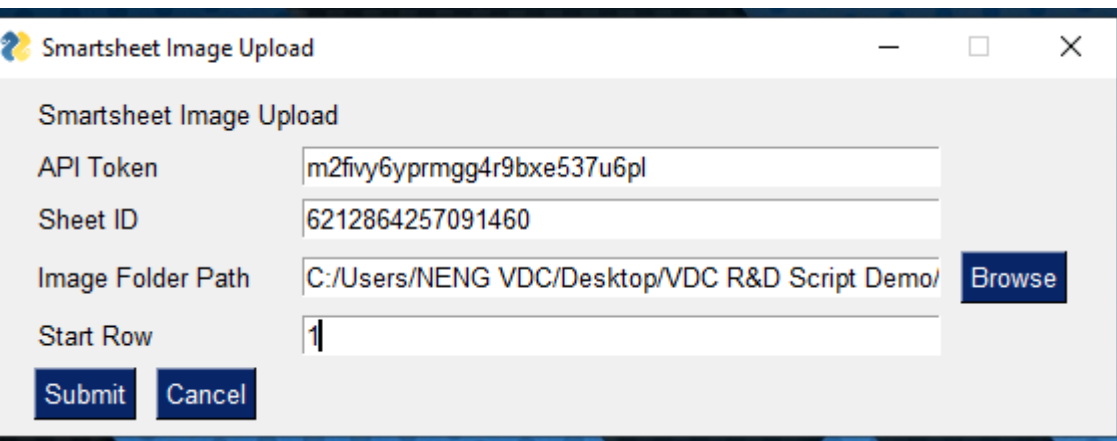 Smartsheet Image Upload
Smartsheet Image Upload
API Token m2fivy6yprmgg4r9bxe537u6pl
Sheet ID 6212864257091460
Image Folder Path C:/Users/NENG VDC/Desktop/VDC R&D Script Demo/ Browse
Start Row 1
Submit Cancel